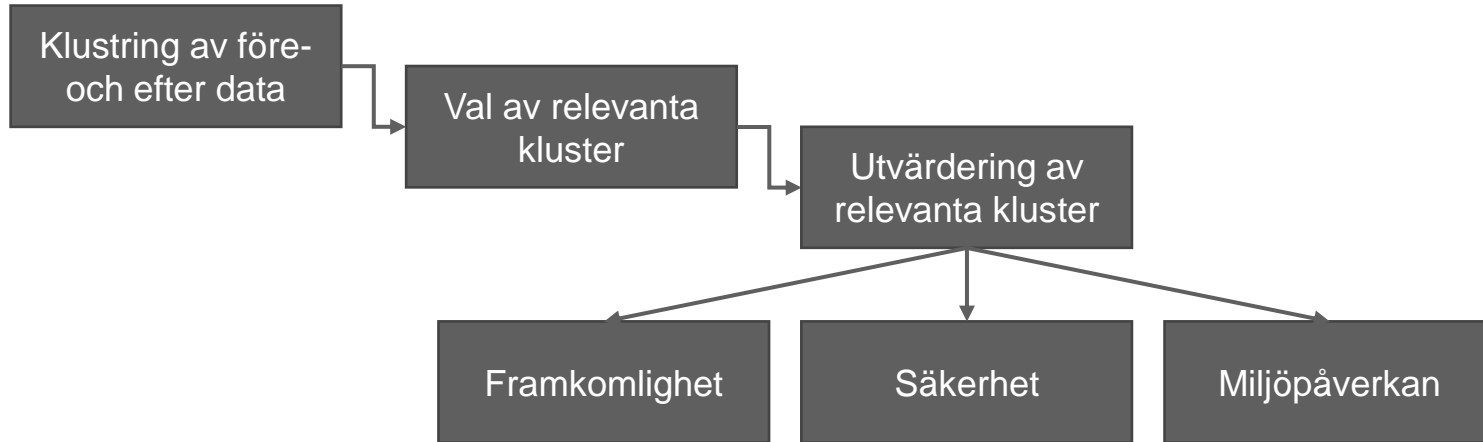 Klustring av före-
och efter data
Val av relevanta
kluster
Utvärdering av
relevanta kluster
Framkomlighet
Säkerhet
Miljöpåverkan